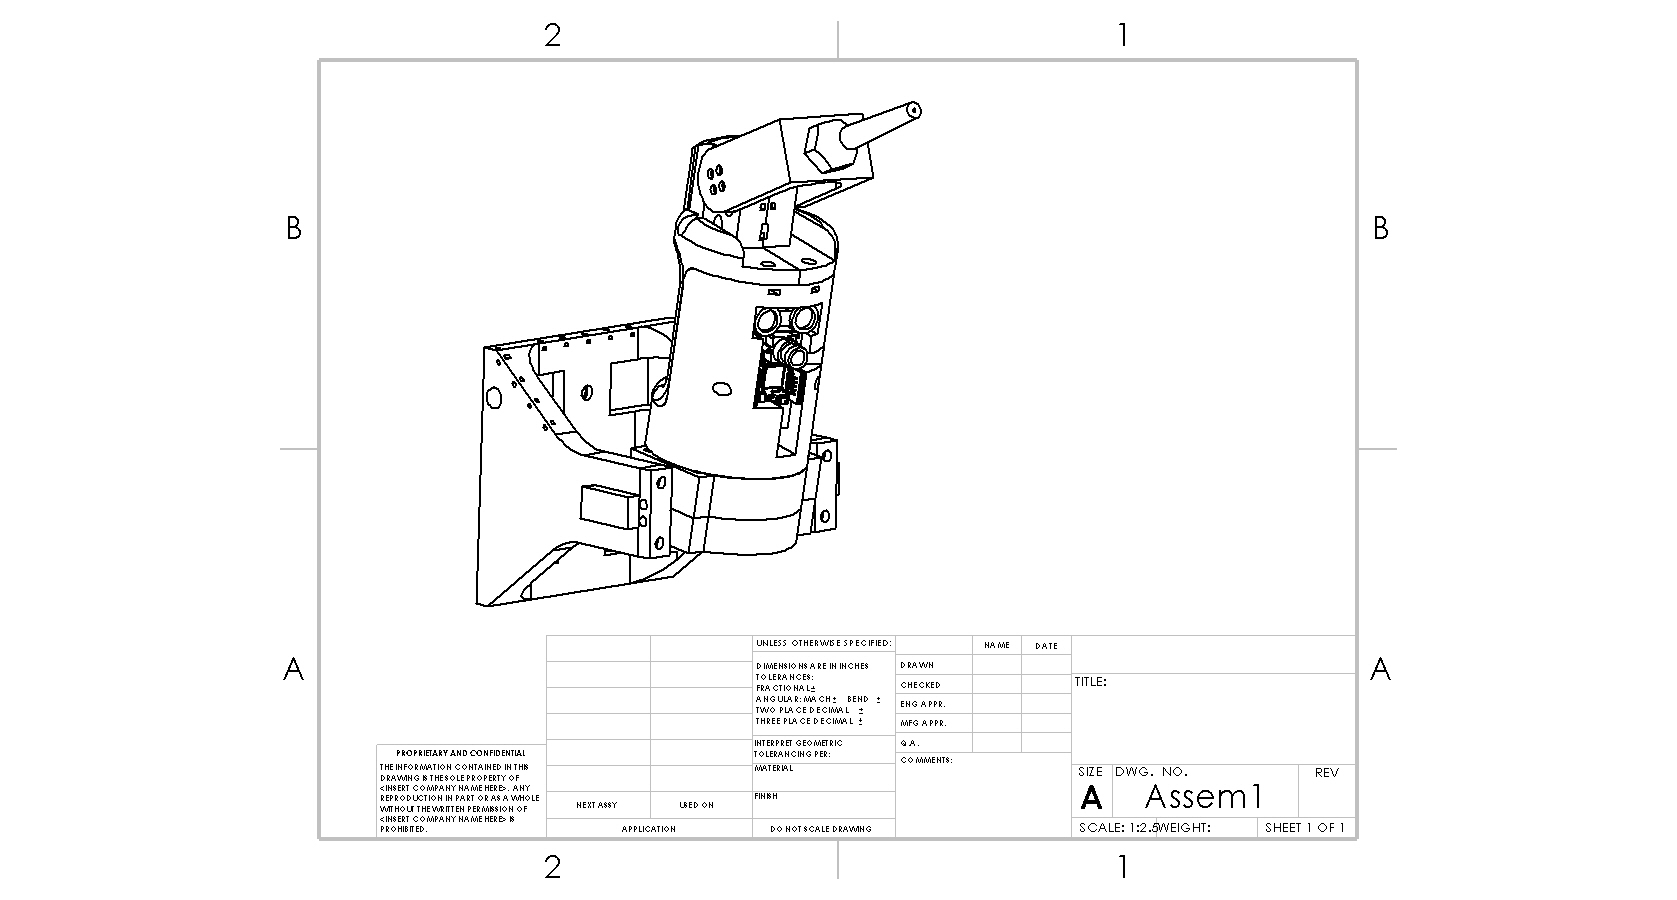 2 1
B B
A A
UNLESS OTHERWISE SPECIFIED:
DIMENSIONS ARE IN INCHES
TOLERANCES:
FRACTIONAL±
ANGULAR: MACH± BEND ±
TWO PLACE DECIMAL ±
THREE PLACE DECIMAL ±
INTERPRET GEOMETRIC
TOLERANCING PER:
MATERIAL
FINISH
DO NOT SCALE DRAWING
NAME DATE
DRAWN
CHECKED
ENG APPR.
MFG APPR.
Q.A.
COMMENTS:
TITLE:
SIZE DWG. NO. REV
A Assem1
SCALE: 1:2.5 WEIGHT: SHEET 1 OF 1
PROPRIETARY AND CONFIDENTIAL
THE INFORMATION CONTAINED IN THIS
DRAWING IS THE SOLE PROPERTY OF
<INSERT COMPANY NAME HERE>. ANY
REPRODUCTION IN PART OR AS A WHOLE
WITHOUT THE WRITTEN PERMISSION OF
<INSERT COMPANY NAME HERE> IS
PROHIBITED.
NEXT ASSY USED ON
APPLICATION
2 1